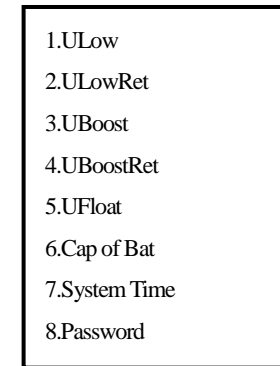 1.ULow
2.ULowRet
3.UBoost
4.UBoostRet
5.UFloat
6.Cap of Bat
7.System Time
8.Password